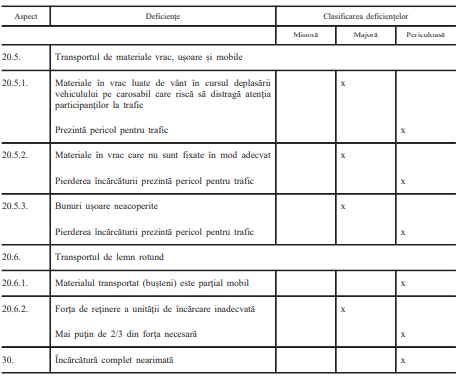 Aspect Deficiențe Clasificarea deficiențelor
Minoră Majoră Periculoasă
20.5. Transportul de materiale vrac, ușoare și mobile
20.5.1. Materiale în vrac luate de vânt în cursul deplasării x
vehiculului pe carosabil care riscă să distragă atenția
participanților la trafic
Prezintă pericol pentru trafic x
20.5.2. Materiale în vrac care nu sunt fixate în mod adecvat x
Pierderea încărcăturii prezintă pericol pentru trafic x
20.5.3. Bunuri ușoare neacoperite x
Pierderea încărcăturii prezintă pericol pentru trafic x
20.6. Transportul de lemn rotund
20.6.1. Materialul transportat (bușteni) este parțial mobil x
20.6.2. Forța de reținere a unității de încărcare inadecvată x
Mai puțin de 2/3 din forța necesară x
30. Încărcătură complet nearimată x